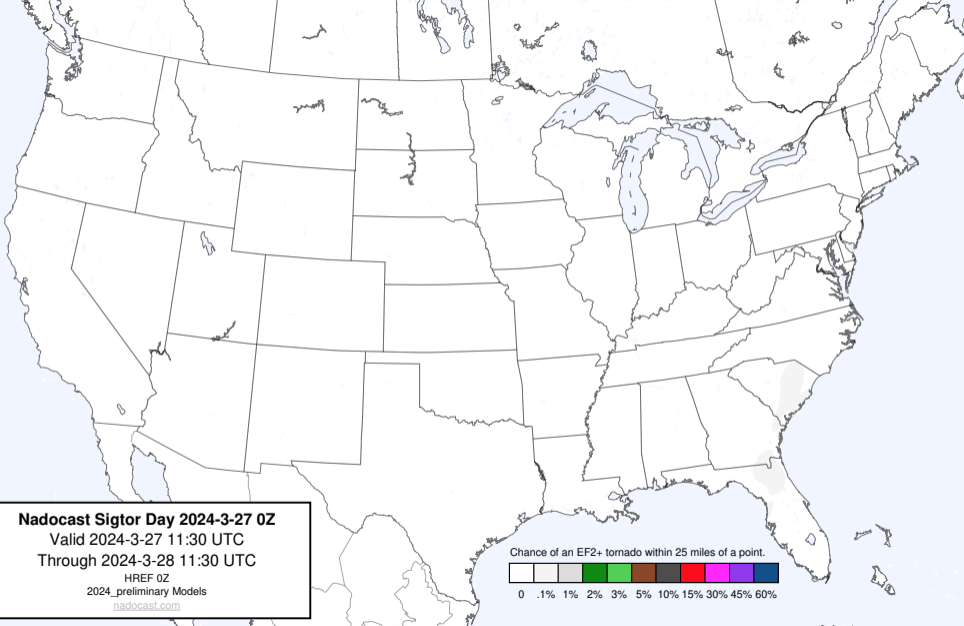 Nadocast Sigtor Day 2024-3-27 0Z
Valid 2024-3-27 11:30 UTC
Through 2024-3-28 11:30 UTC
HREF 0Z
2024_preliminary Models
nadocast.com
Chance of an EF2+ tornado within 25 miles of a point.
0 .1% 1% 2% 3% 5% 10% 15% 30% 45% 60%